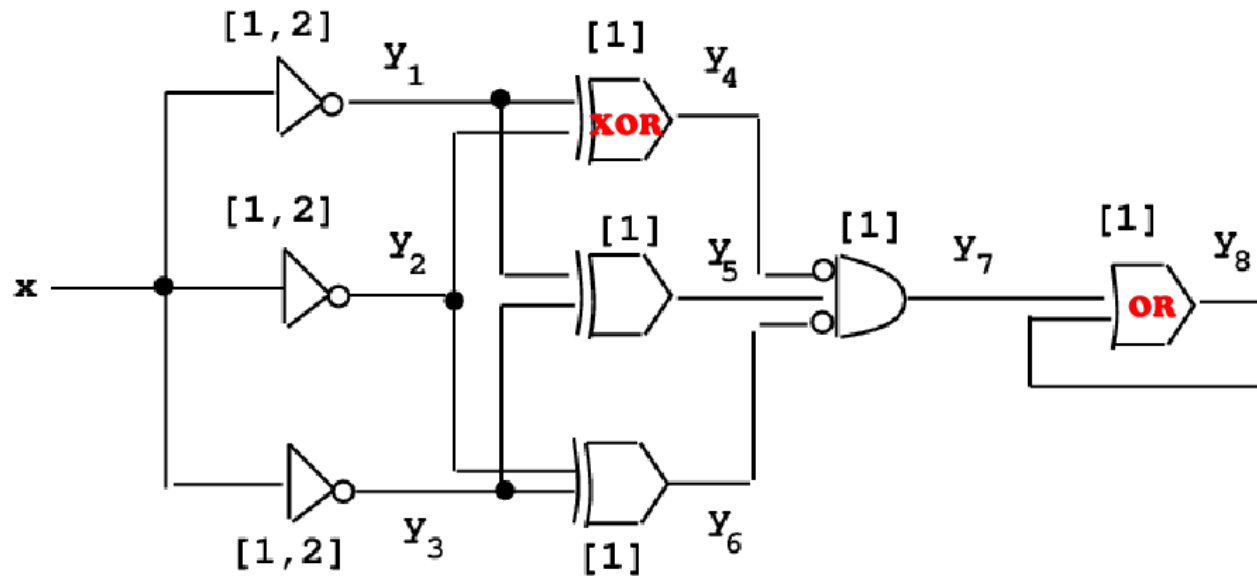 [1,2]
y1
[1]
y4
XOR
[1,2]
y2
[1]
y5
[1]
y7
[1]
y8
x
OR
y3
[1,2]
y6
[1]